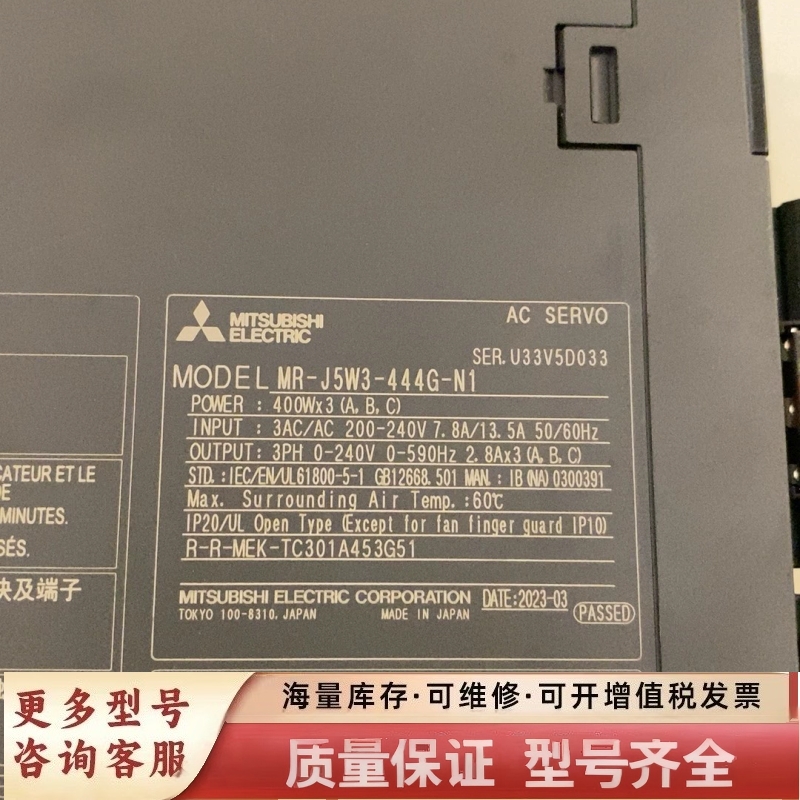 MITSUBISHI
ELECTRIC
AC SERVO
SER. U33V5D033
MODEL MR-J5W3-444G-N1
POWER : 400Wx3 (A, B, C)
INPUT : 3AC/AC 200-240V 7.8A/13.5A 50/60Hz
OUTPUT: 3PH 0-240V 0-590Hz 2.8Ax3 (A, B, C)
STD. : IEC/EN/UL61800-5-1 GB12668.501 MAN. : IB (NA) 0300391
Max. Surrounding Air Temp. :60℃
IP20/UL Open Type (Except for fan finger guard IP10)
R-R-MEK-TC301A453G51
MITSUBISHI ELECTRIC CORPORATION DATE:2023-03
TOKYO 100-8310, JAPAN MADE IN JAPAN PASSED
CATEUR ET LE
DE
MINUTES.
SÉS.
块及端子
更多型号
咨询客服
海量库存·可维修·可开增值税发票
质量保证 型号齐全